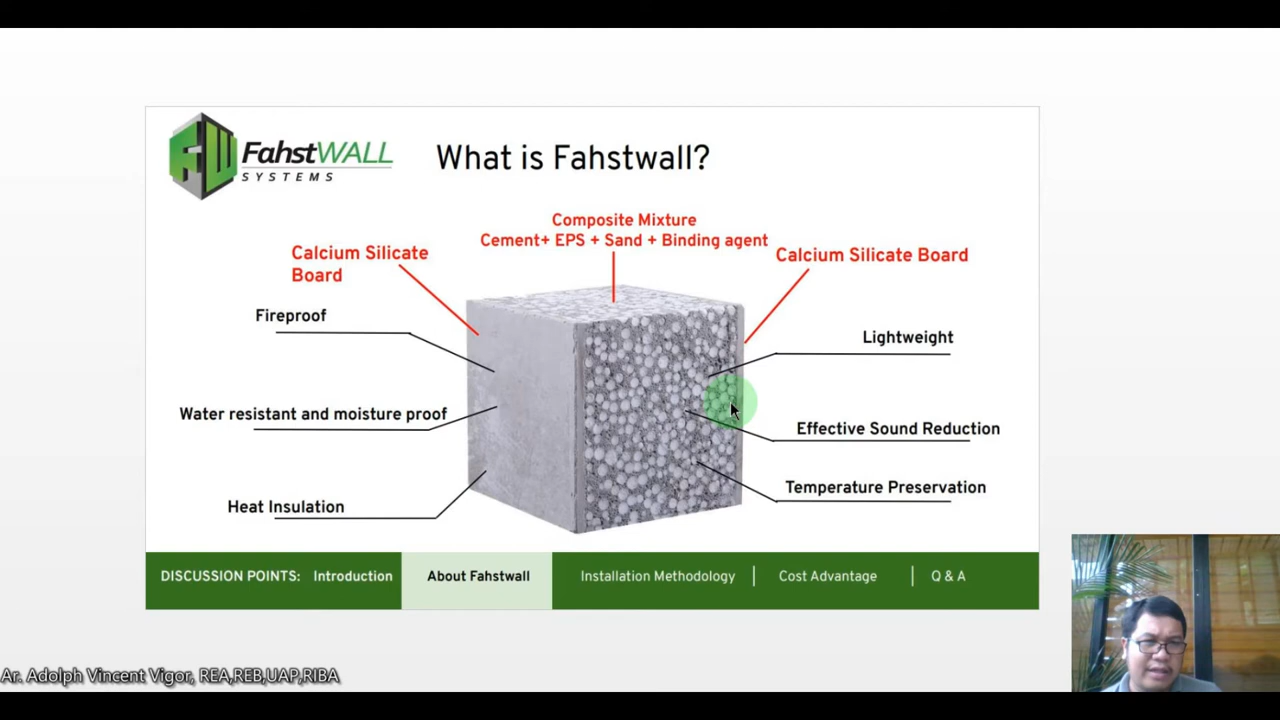 FahstWALL
SYSTEMS
What is Fahstwall?
Composite Mixture
Cement+ EPS + Sand + Binding agent
Calcium Silicate
Board
Calcium Silicate Board
Fireproof
Lightweight
Water resistant and moisture proof
Effective Sound Reduction
Temperature Preservation
Heat Insulation
DISCUSSION POINTS: Introduction About Fahstwall Installation Methodology | Cost Advantage | Q & A
Ar. Adolph Vincent Vigor, REA,REB,UAP,RIBA